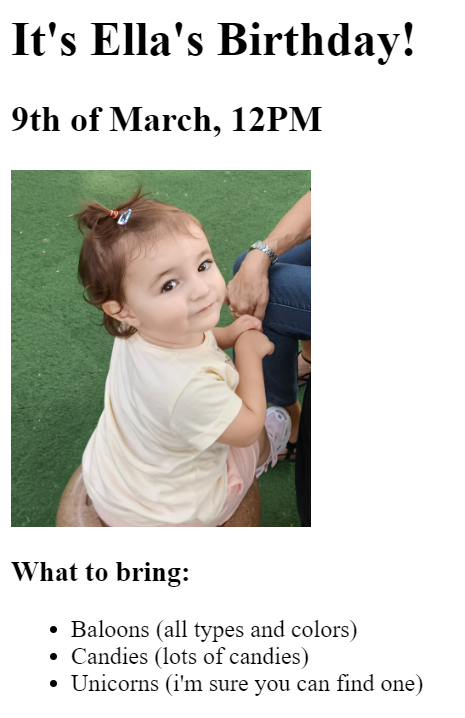 It's Ella's Birthday!
9th of March, 12PM
What to bring:
• Baloons (all types and colors)
• Candies (lots of candies)
• Unicorns (i'm sure you can find one)